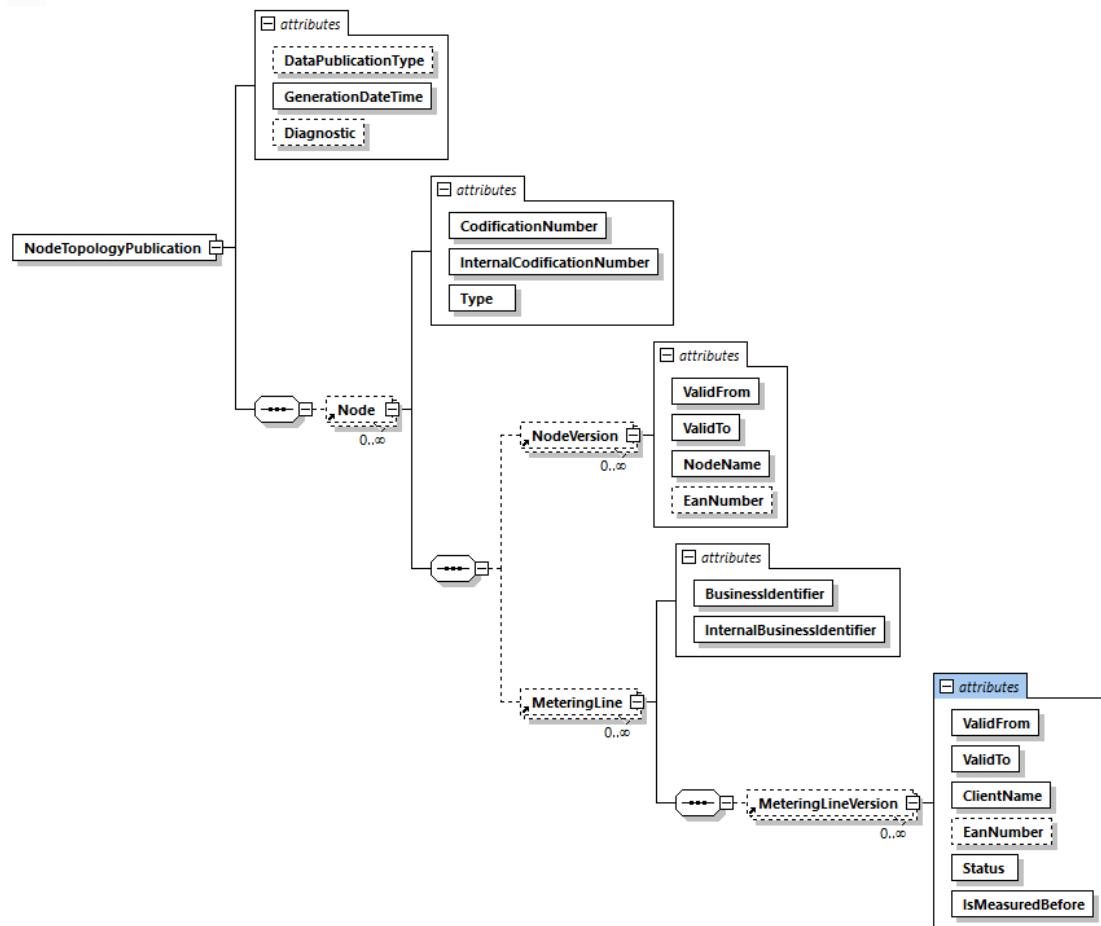 attributes
DataPublicationType
GenerationDateTime
Diagnostic
NodeTopologyPublication
attributes
CodificationNumber
InternalCodificationNumber
Type
Node
0..∞
attributes
ValidFrom
ValidTo
NodeName
EanNumber
NodeVersion
0..∞
attributes
BusinessIdentifier
InternalBusinessIdentifier
MeteringLine
0..∞
attributes
ValidFrom
ValidTo
ClientName
EanNumber
Status
IsMeasuredBefore
MeteringLineVersion
0..∞